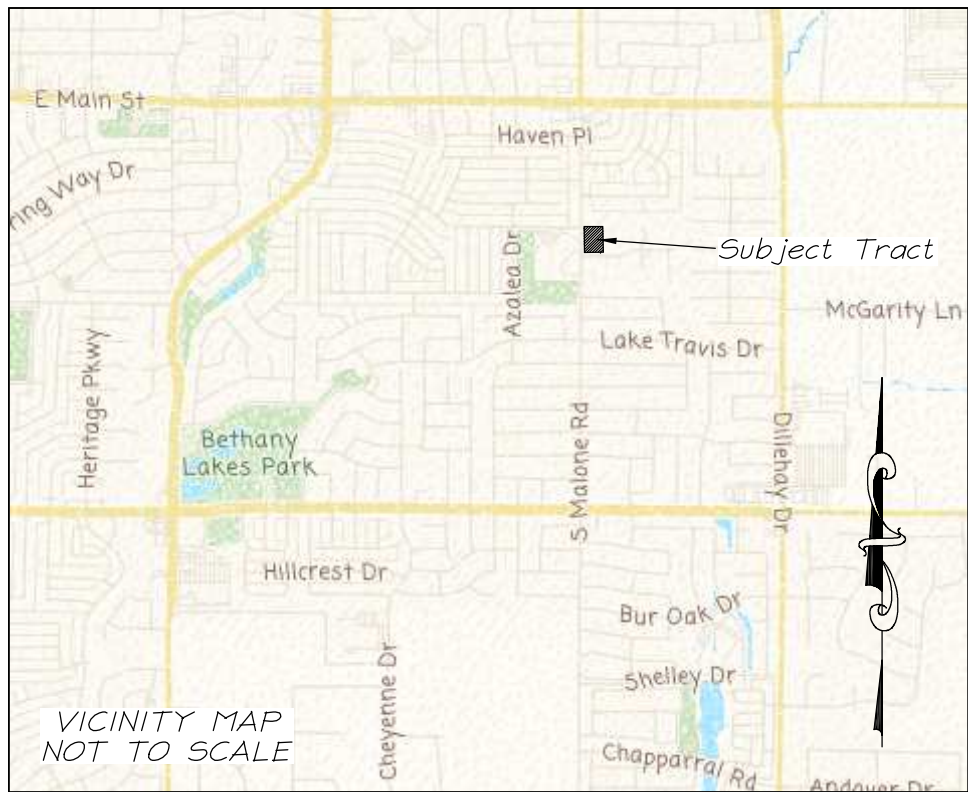 E Main St
Haven Pl
ring Way Dr
Azalea Dr
Subject Tract
McGarity Ln
Lake Travis Dr
Heritage Pkwy
Bethany
Lakes Park
S Malone Rd
Dillehay Dr
Hillcrest Dr
Bur Oak Dr
Cheyenne Dr
Shelley Dr
VICINITY MAP
NOT TO SCALE
Chapparral Rd
Andover Dr